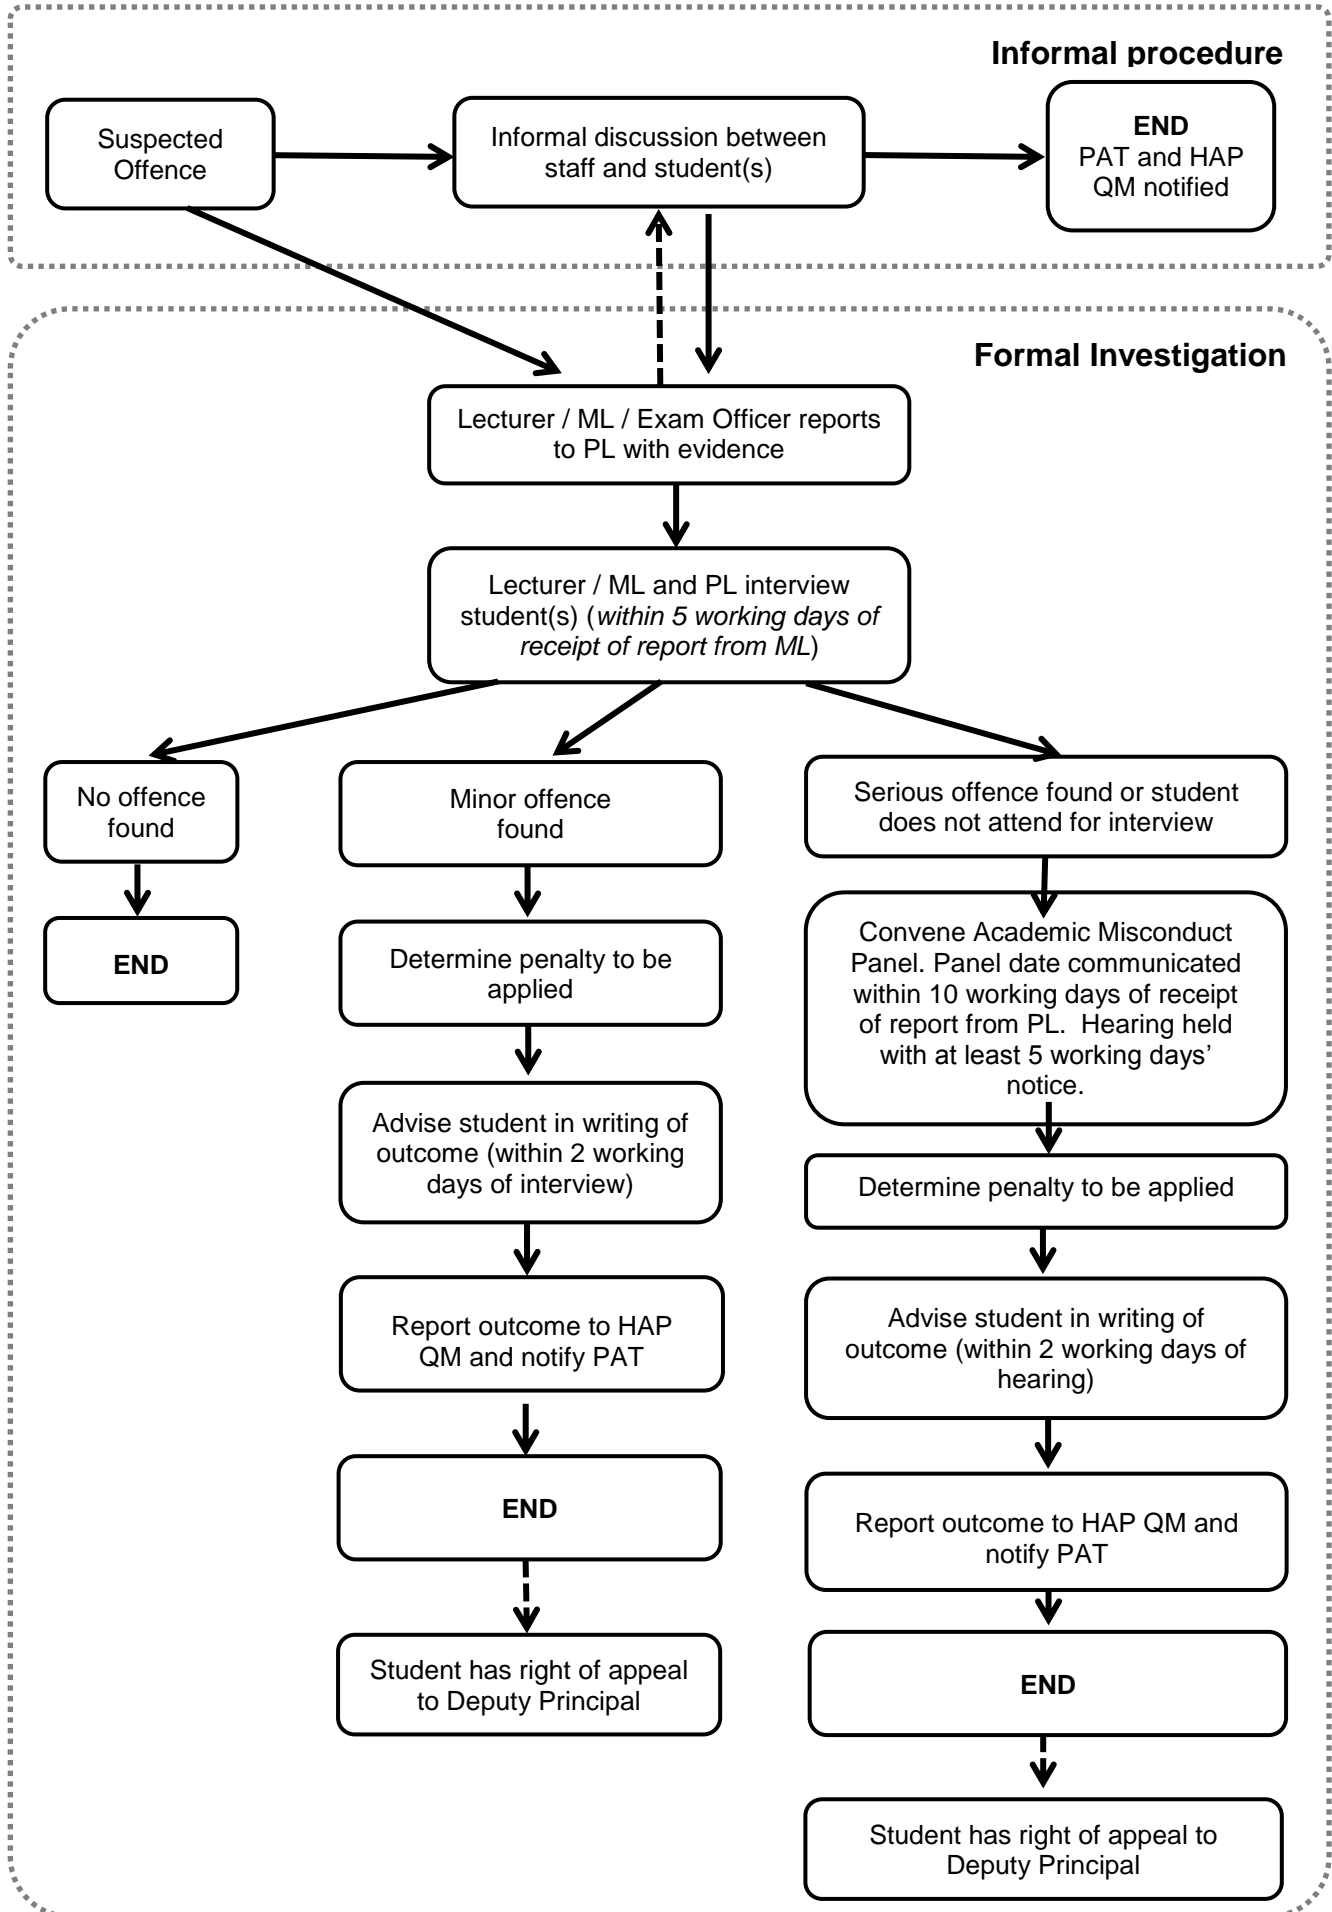 Informal procedure
Suspected
Offence
Informal discussion between
staff and student(s)
END
PAT and HAP
QM notified
Formal Investigation
Lecturer / ML / Exam Officer reports
to PL with evidence
Lecturer / ML and PL interview
student(s) (within 5 working days of
receipt of report from ML)
No offence
found
END
Minor offence
found
Determine penalty to be
applied
Advise student in writing of
outcome (within 2 working
days of interview)
Report outcome to HAP
QM and notify PAT
END
Student has right of appeal
to Deputy Principal
Serious offence found or student
does not attend for interview
Convene Academic Misconduct
Panel. Panel date communicated
within 10 working days of receipt
of report from PL.  Hearing held
with at least 5 working days’
notice.
Determine penalty to be applied
Advise student in writing of
outcome (within 2 working days of
hearing)
Report outcome to HAP QM and
notify PAT
END
Student has right of appeal to
Deputy Principal